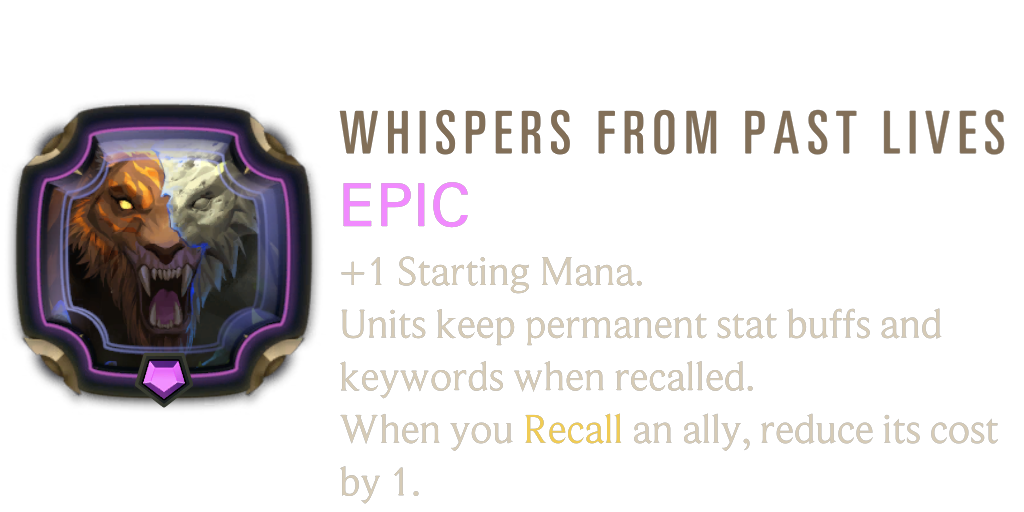 WHISPERS FROM PAST LIVES
EPIC
+1 Starting Mana.
Units keep permanent stat buffs and
keywords when recalled.
When you Recall an ally, reduce its cost
by 1.